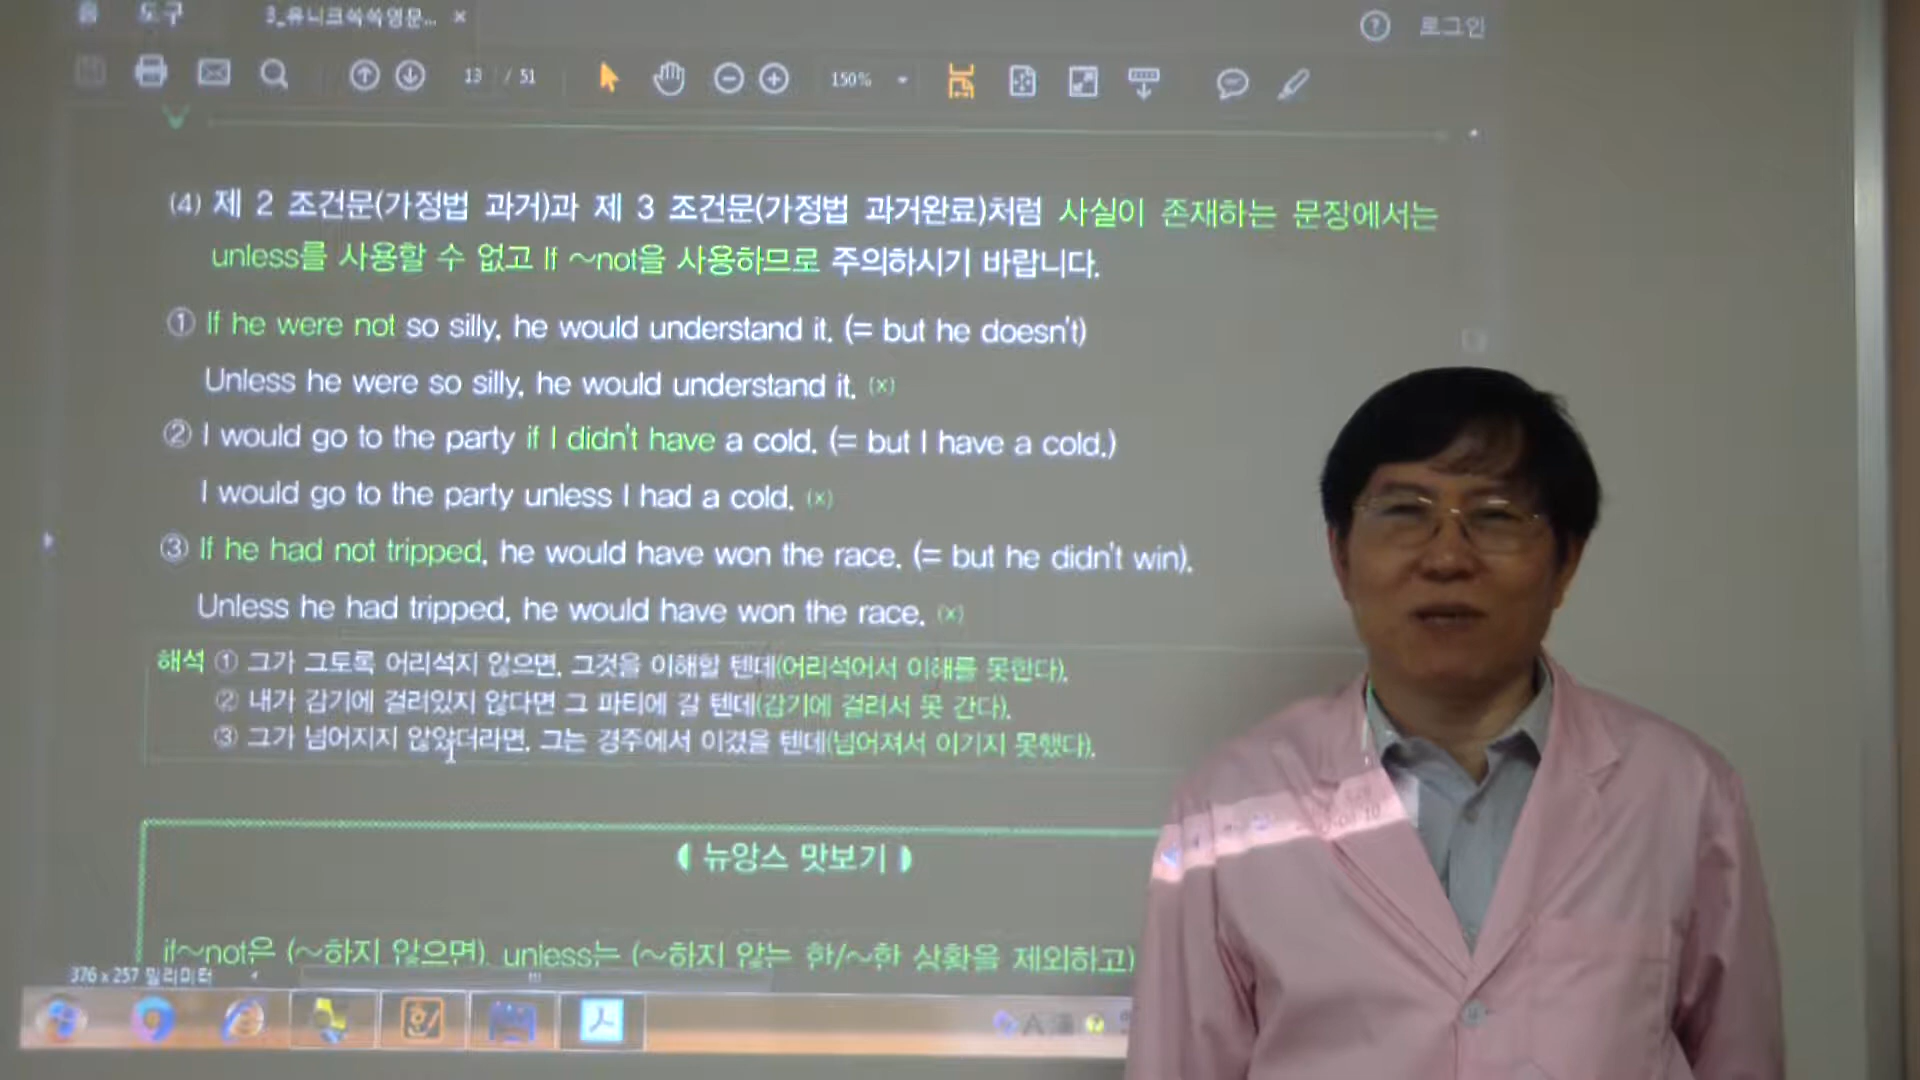 홈 도구 3_유니크쏙쏙영문... × ? 로그인
13 / 51 150%
(4) 제 2 조건문(가정법 과거)과 제 3 조건문(가정법 과거완료)처럼 사실이 존재하는 문장에서는
unless를 사용할 수 없고 If ~not을 사용하므로 주의하시기 바랍니다.
① If he were not so silly, he would understand it. (= but he doesn't)
Unless he were so silly, he would understand it. (x)
② I would go to the party if I didn't have a cold. (= but I have a cold.)
I would go to the party unless I had a cold. (x)
③ If he had not tripped, he would have won the race. (= but he didn't win).
Unless he had tripped, he would have won the race. (x)
해석 ① 그가 그토록 어리석지 않으면, 그것을 이해할 텐데(어리석어서 이해를 못한다).
② 내가 감기에 걸려있지 않다면 그 파티에 갈 텐데(감기에 걸려서 못 간다).
③ 그가 넘어지지 않았더라면, 그는 경주에서 이겼을 텐데(넘어져서 이기지 못했다).
뉴앙스 맛보기
if~not은 (~하지 않으면), unless는 (~하지 않는 한/~한 상황을 제외하고)
376 x 257 밀리미터
한/
A 漢